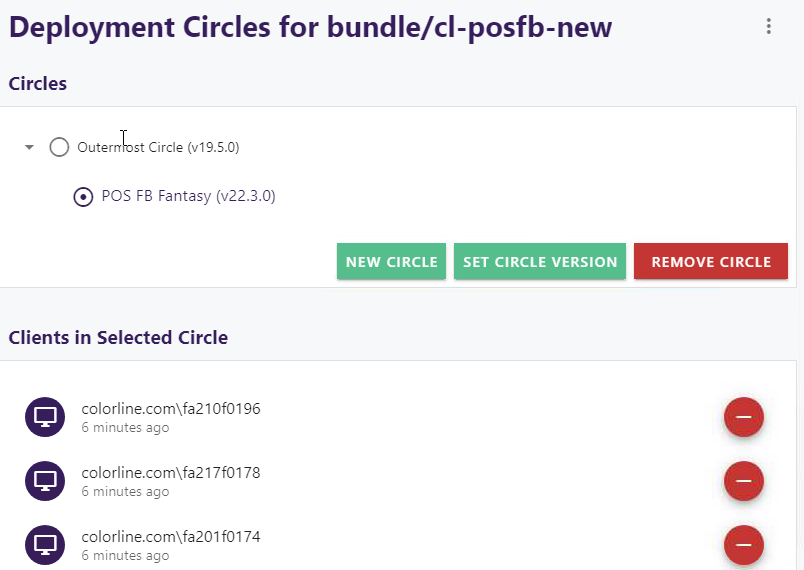 Deployment Circles for bundle/cl-posfb-new
Circles
Outermost Circle (v19.5.0)
POS FB Fantasy (v22.3.0)
NEW CIRCLE SET CIRCLE VERSION REMOVE CIRCLE
Clients in Selected Circle
colorline.com\fa210f0196
6 minutes ago
colorline.com\fa217f0178
6 minutes ago
colorline.com\fa201f0174
6 minutes ago